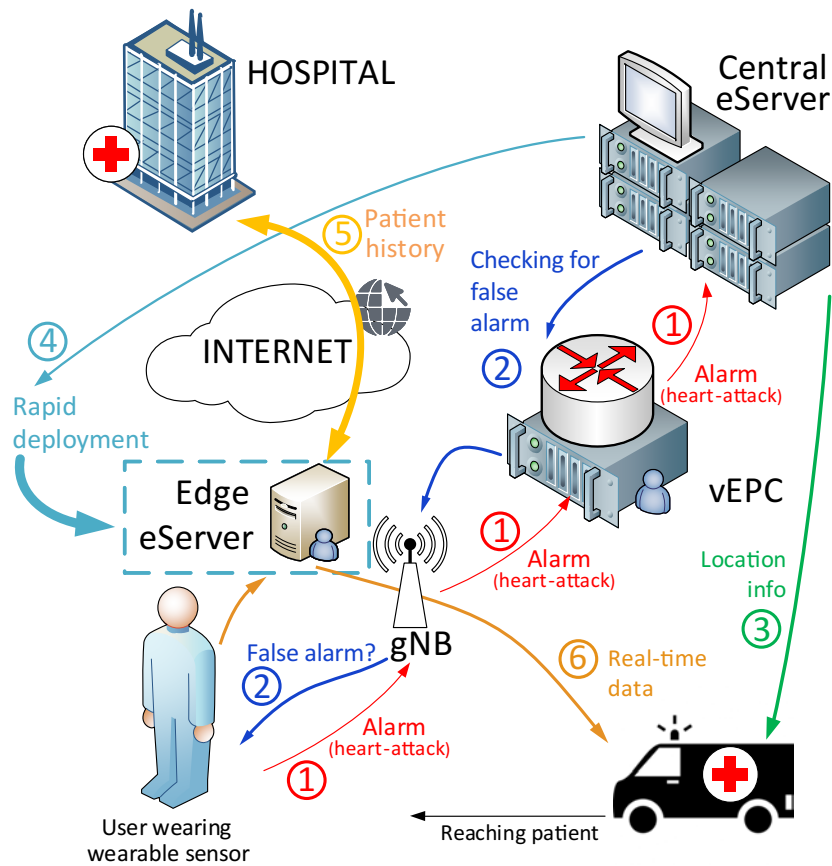 HOSPITAL
Central
eServer
5
Patient
history
Checking for
false
alarm
2
1
Alarm
(heart-attack)
INTERNET
4
Rapid
deployment
Edge
eServer
vEPC
1
Alarm
(heart-attack)
Location
info
3
gNB
False alarm?
2
6
Real-time
data
Alarm
(heart-attack)
1
User wearing
wearable sensor
Reaching patient